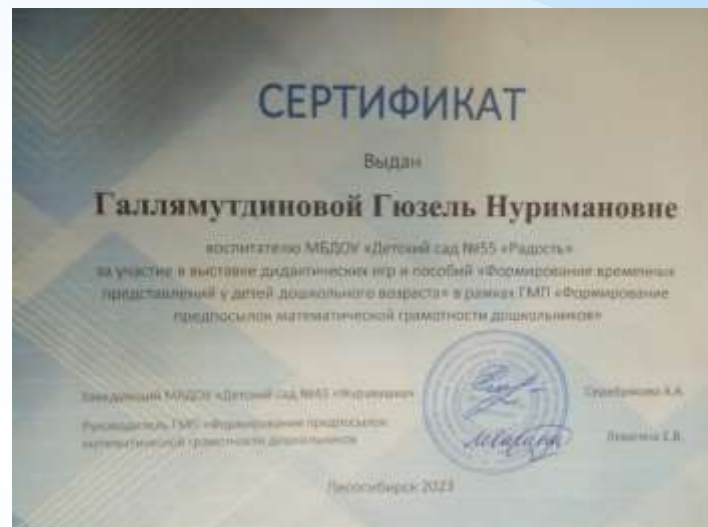 СЕРТИФИКАТ
Выдан
Галлямутдиновой Гюзель Нуримановне
воспитателю МБДОУ «Детский сад №55 «Радость»
за участие в выставке дидактических игр и пособий «Формирование временных
представлений у детей дошкольного возраста» в рамках ГМП «Формирование
предпосылок математической грамотности дошкольников»
Заведующий МАДОУ «Детский сад
Руководитель ГМП «Формирование предпосылок
математической грамотности дошкольников
Лесосибирск 2023